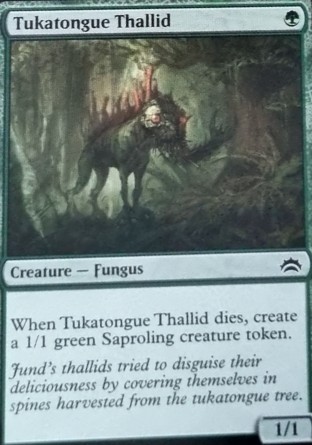 Tukatongue Thallid
Creature — Fungus
When Tukatongue Thallid dies, create
a 1/1 green Saproling creature token.
Jund's thallids tried to disguise their
deliciousness by covering themselves in
spines harvested from the tukatongue tree.
1/1